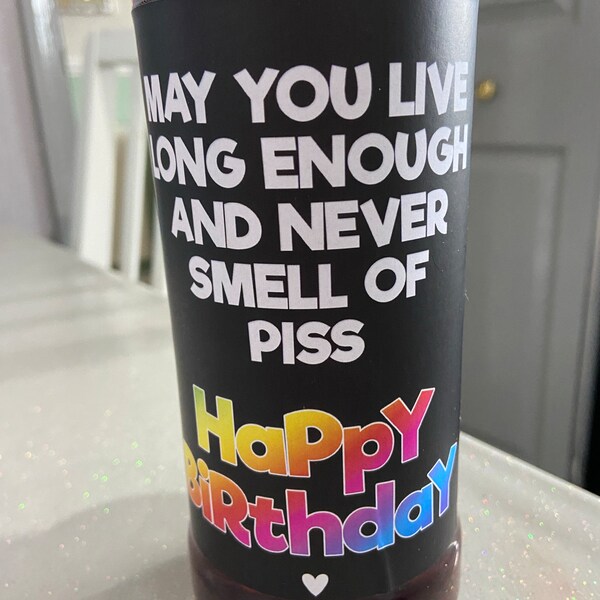 MAY YOU LIVE
LONG ENOUGH
AND NEVER
SMELL OF
PISS
HaPPY
BiRthdaY